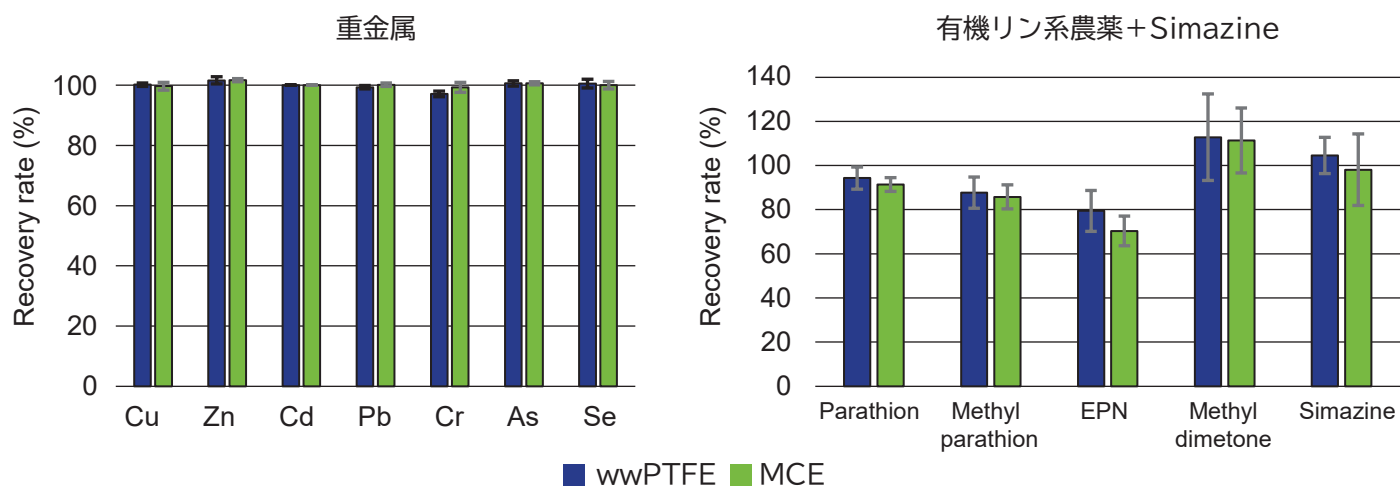 重金属
Recovery rate (%)
100
80
60
40
20
0
Cu Zn Cd Pb Cr As Se
有機リン系農薬+Simazine
Recovery rate (%)
140
120
100
80
60
40
20
0
Parathion Methyl EPN Methyl Simazine
parathion dimetone
wwPTFE MCE